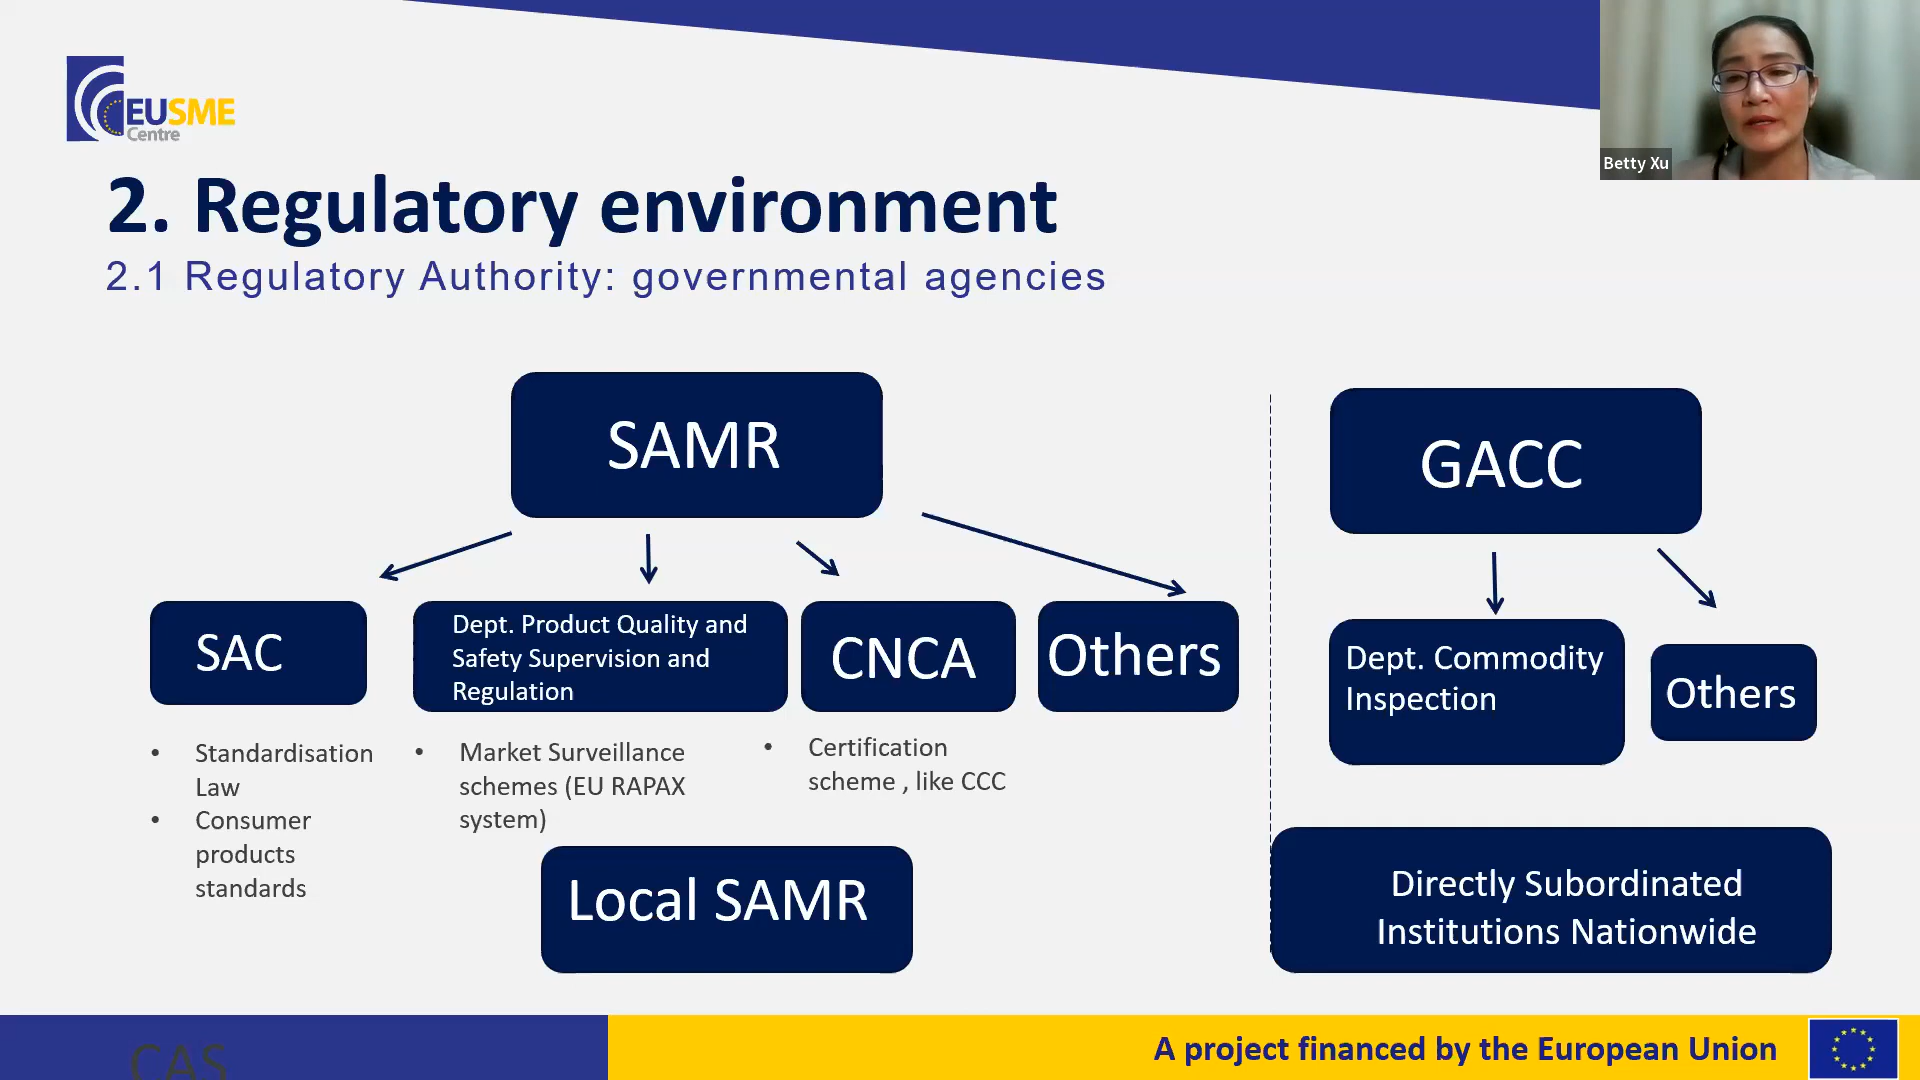 EUSME
Centre
Betty Xu
2. Regulatory environment
2.1 Regulatory Authority: governmental agencies
SAMR
GACC
SAC
Dept. Product Quality and
Safety Supervision and
Regulation
CNCA
Others
Dept. Commodity
Inspection
Others
• Standardisation
Law
• Consumer
products
standards
• Market Surveillance
schemes (EU RAPAX
system)
• Certification
scheme , like CCC
Local SAMR
Directly Subordinated
Institutions Nationwide
CAS
A project financed by the European Union